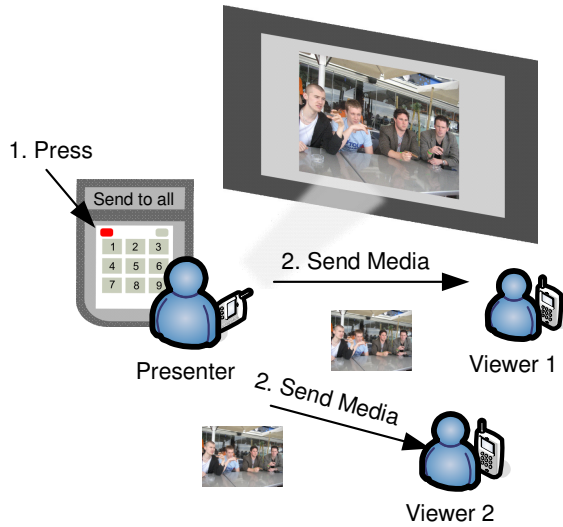 1. Press
Send to all
1 2 3
4 5 6
7 8 9
2. Send Media
Presenter
Viewer 1
2. Send Media
Viewer 2